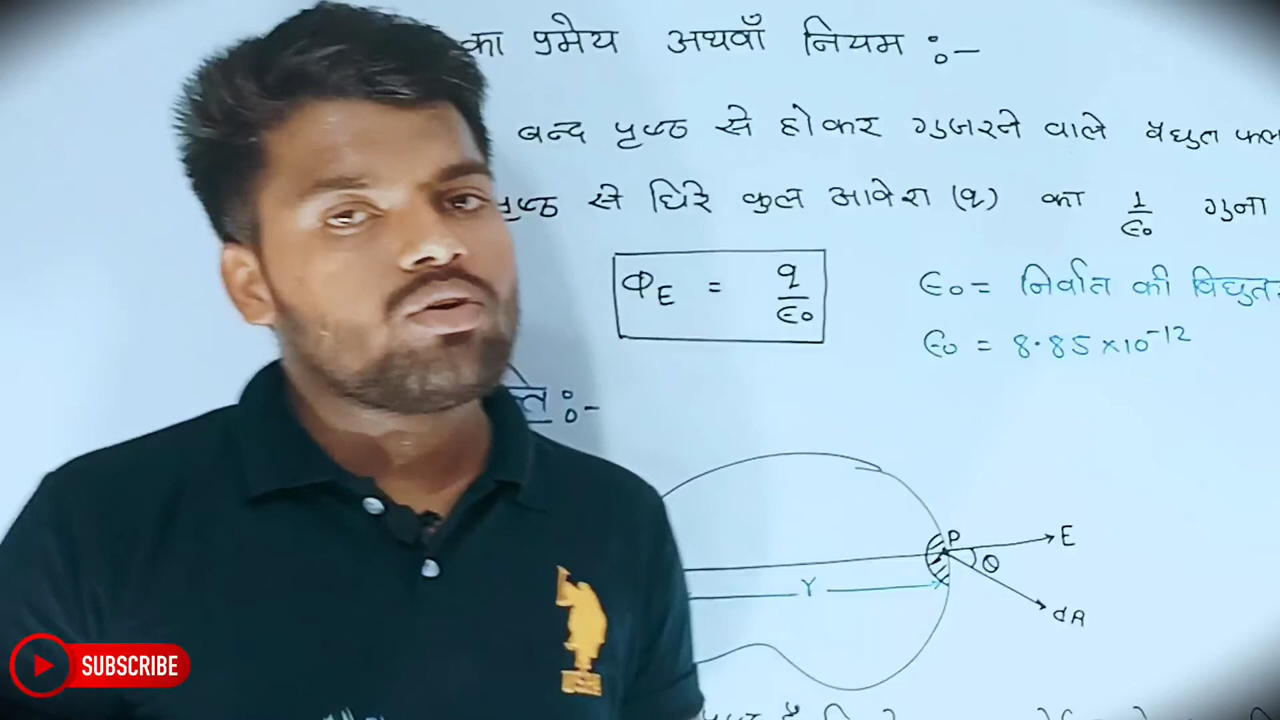 का प्रमेय अथवाँ नियम :-
बन्द पृष्ठ से होकर गुजरने वाले वैधुत फल
पृष्ठ से घिरे कुल आवेश (q) का 1/ϵ0 गुना
ΦE = q/ϵ0
ϵ0 = निर्वात की विधुत
ϵ0 = 8.85×10⁻¹²
:-
P
E
θ
r
dA
SUBSCRIBE